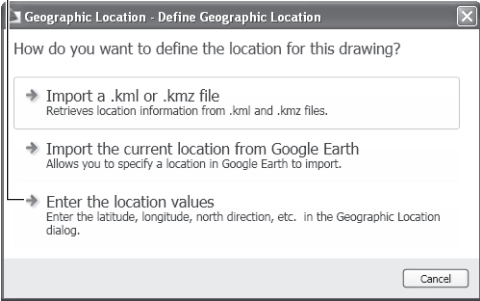 Geographic Location - Define Geographic Location
How do you want to define the location for this drawing?
Import a .kml or .kmz file
Retrieves location information from .kml and .kmz files.
Import the current location from Google Earth
Allows you to specify a location in Google Earth to import.
Enter the location values
Enter the latitude, longitude, north direction, etc. in the Geographic Location
dialog.
Cancel